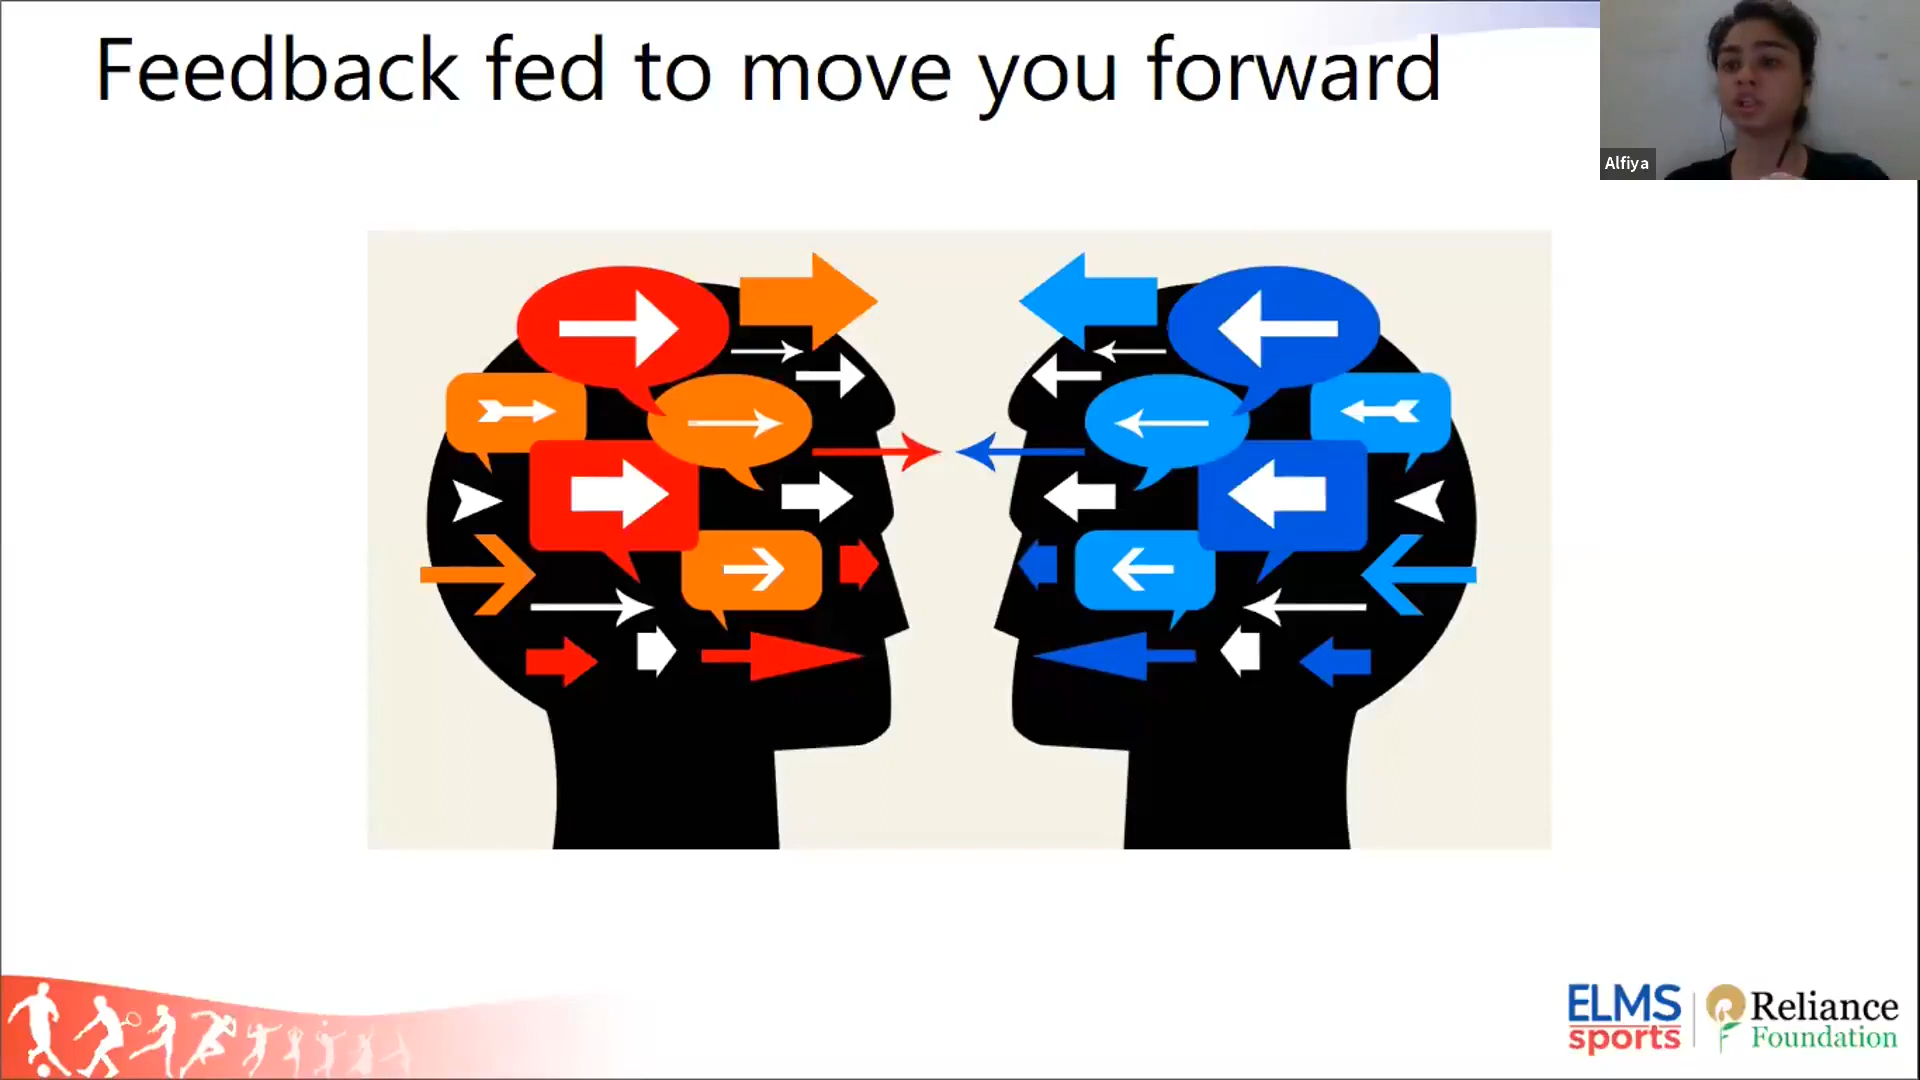 Feedback fed to move you forward
Alfiya
ELMS
sports
Reliance
Foundation